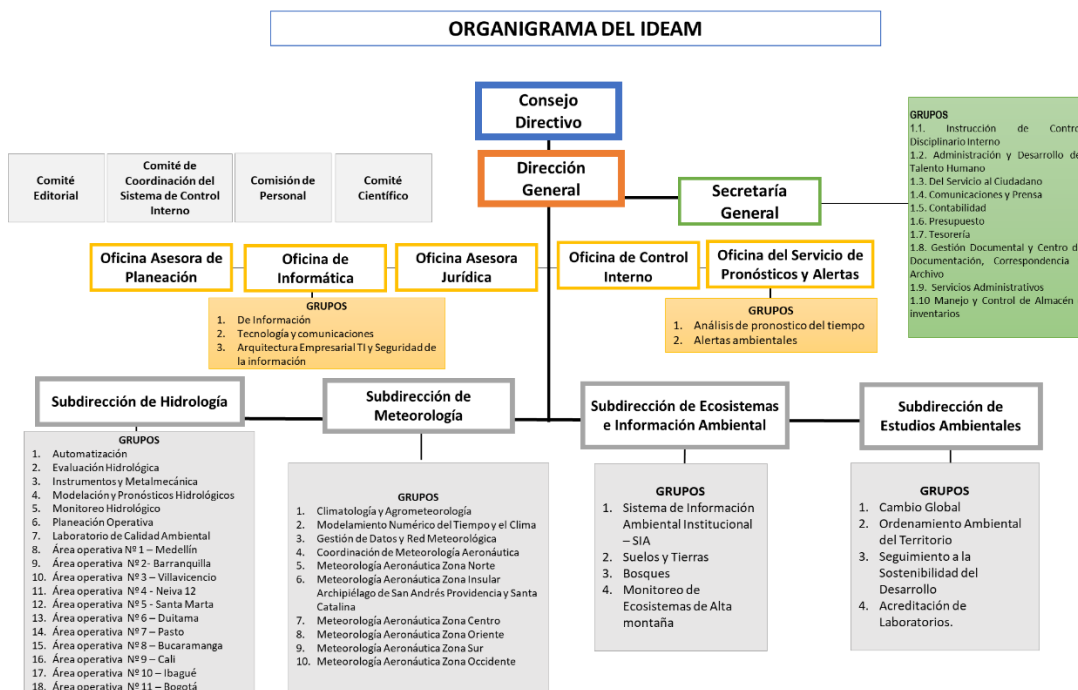 ORGANIGRAMA DEL IDEAM
Consejo
Directivo
Dirección
General
Secretaría
General
GRUPOS
1.1. Instrucción de Contro
Disciplinario Interno
1.2. Administración y Desarrollo de
Talento Humano
1.3. Del Servicio al Ciudadano
1.4. Comunicaciones y Prensa
1.5. Contabilidad
1.6. Presupuesto
1.7. Tesorería
1.8. Gestión Documental y Centro d
Documentación, Correspondencia
Archivo
1.9. Servicios Administrativos
1.10 Manejo y Control de Almacén
inventarios
Comité
Editorial
Comité de
Coordinación del
Sistema de Control
Interno
Comisión de
Personal
Comité
Científico
Oficina Asesora de
Planeación
Oficina de
Informática
Oficina Asesora
Jurídica
Oficina de Control
Interno
Oficina del Servicio de
Pronósticos y Alertas
GRUPOS
1. De Información
2. Tecnología y comunicaciones
3. Arquitectura Empresarial TI y Seguridad de
la información
GRUPOS
1. Análisis de pronostico del tiempo
2. Alertas ambientales
Subdirección de Hidrología
Subdirección de
Meteorología
Subdirección de Ecosistemas
e Información Ambiental
Subdirección de
Estudios Ambientales
GRUPOS
1. Automatización
2. Evaluación Hidrológica
3. Instrumentos y Metalmecánica
4. Modelación y Pronósticos Hidrológicos
5. Monitoreo Hidrológico
6. Planeación Operativa
7. Laboratorio de Calidad Ambiental
8. Área operativa Nº 1 – Medellín
9. Área operativa Nº 2- Barranquilla
10. Área operativa Nº 3 – Villavicencio
11. Área operativa Nº 4 - Neiva 12
12. Área operativa Nº 5 - Santa Marta
13. Área operativa Nº 6 – Duitama
14. Área operativa Nº 7 – Pasto
15. Área operativa Nº 8 – Bucaramanga
16. Área operativa Nº 9 – Cali
17. Área operativa Nº 10 – Ibagué
18. Área operativa Nº 11 – Bogotá
GRUPOS
1. Climatología y Agrometeorología
2. Modelamiento Numérico del Tiempo y el Clima
3. Gestión de Datos y Red Meteorológica
4. Coordinación de Meteorología Aeronáutica
5. Meteorología Aeronáutica Zona Norte
6. Meteorología Aeronáutica Zona Insular
Archipiélago de San Andrés Providencia y Santa
Catalina
7. Meteorología Aeronáutica Zona Centro
8. Meteorología Aeronáutica Zona Oriente
9. Meteorología Aeronáutica Zona Sur
10. Meteorología Aeronáutica Zona Occidente
GRUPOS
1. Sistema de Información
Ambiental Institucional
– SIA
2. Suelos y Tierras
3. Bosques
4. Monitoreo de
Ecosistemas de Alta
montaña
GRUPOS
1. Cambio Global
2. Ordenamiento Ambiental
del Territorio
3. Seguimiento a la
Sostenibilidad del
Desarrollo
4. Acreditación de
Laboratorios.